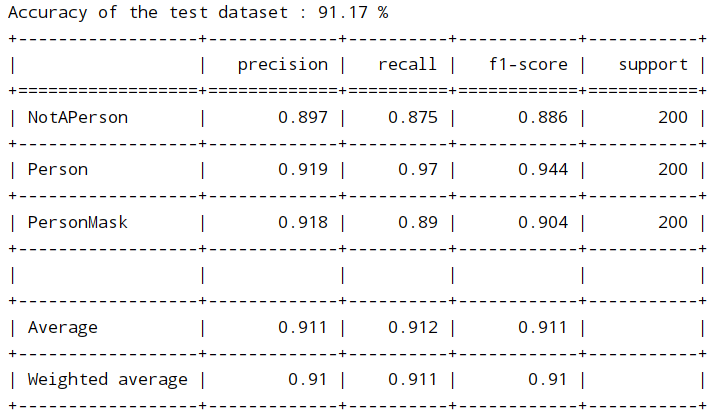 Accuracy of the test dataset : 91.17 %
+------------------+-------------+----------+------------+-----------+
|                  |   precision |   recall |   f1-score |   support |
+==================+=============+==========+============+===========+
| NotAPerson       |       0.897 |    0.875 |      0.886 |       200 |
+------------------+-------------+----------+------------+-----------+
| Person           |       0.919 |     0.97 |      0.944 |       200 |
+------------------+-------------+----------+------------+-----------+
| PersonMask       |       0.918 |     0.89 |      0.904 |       200 |
+------------------+-------------+----------+------------+-----------+
|                  |             |          |            |           |
+------------------+-------------+----------+------------+-----------+
| Average          |       0.911 |    0.912 |      0.911 |           |
+------------------+-------------+----------+------------+-----------+
| Weighted average |        0.91 |    0.911 |       0.91 |           |
+------------------+-------------+----------+------------+-----------+